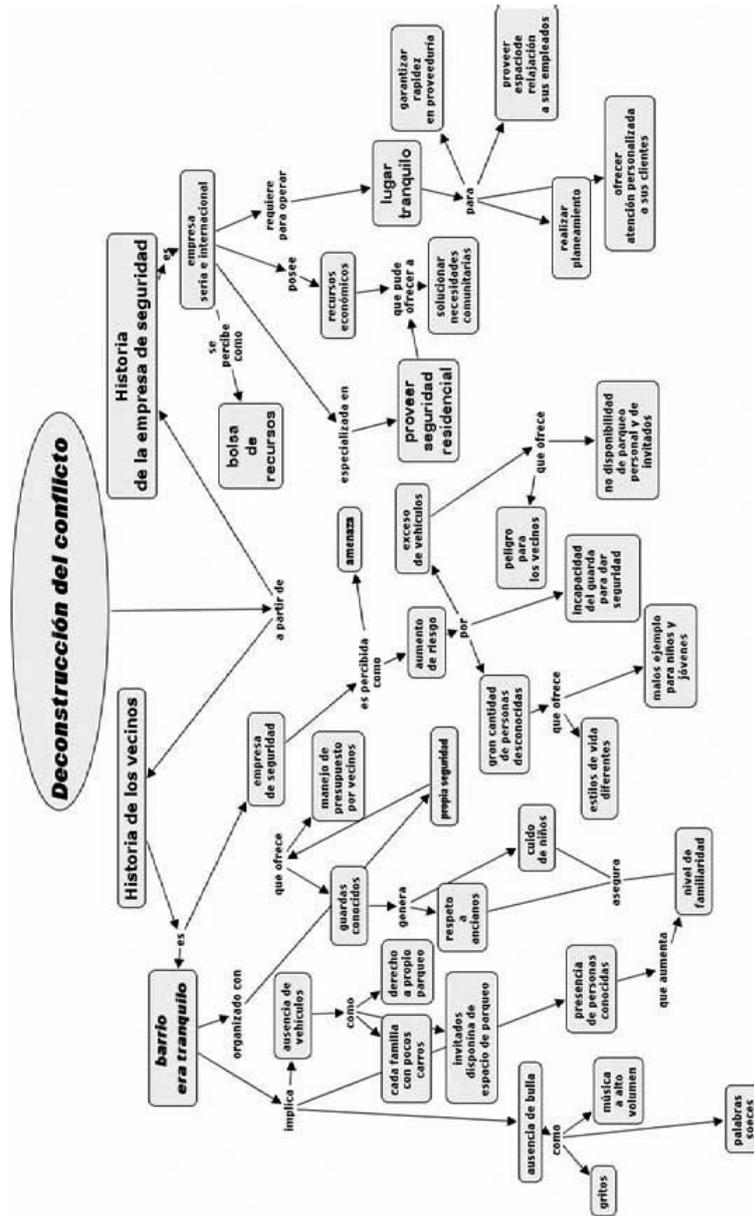 Deconstrucción del conflicto
a partir de
Historia de los vecinos
es
barrio
era tranquilo
implica
ausencia de
vehículos
como
cada familia
con pocos
carros
derecho
a propio
parqueo
invitados
disponina de
espacio de parqueo
ausencia de bulla
como
gritos
música
a alto
volumen
palabras
soeces
presencia
de personas
conocidas
que aumenta
nivel de
familiaridad
organizado con
propia seguridad
que ofrece
manejo de
presupuesto
por vecinos
guardas
conocidos
genera
respeto
a
ancianos
cuido
de niños
asegura
empresa
de seguridad
es percibida
como
amenaza
aumento
de riesgo
por
gron cantidad
de personas
desconocidas
que ofrece
estilos de vida
diferentes
malos ejemplo
para niños y
jóvenes
incapacidad
del guarda
para dar
seguridad
exceso
de vehículos
que ofrece
peligro
para
los vecinos
no disponibilidad
de parqueo
personal y de
invitados
Historia
de la empresa de seguridad
es
empresa
seria e internacional
se
percibe
como
bolsa
de
recursos
especializada en
proveer
seguridad
residencial
posee
recursos
económicos
que pude
ofrecer a
solucionar
necesidades
comunitarias
requiere
para operar
lugar
tranquilo
para
garantizar
rapidez
en proveeduría
proveer
espaciode
relajación
a sus empleados
realizar
planeamiento
ofrecer
atención personalizada
a sus clientes